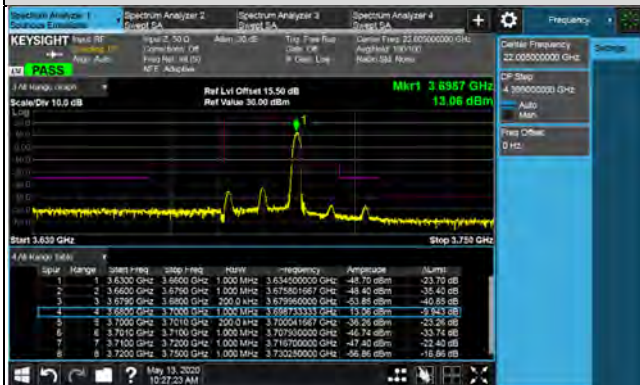 Spectrum Analyzer 1
Spurious Emissions
Spectrum Analyzer 2
Swept SA
Spectrum Analyzer 3
Swept SA
Spectrum Analyzer 4
Swept SA
+
Frequency
KEYSIGHT Input: RF
Input Z: 50 Ω
Atten: 30 dB
Trig: Free Run
Center Freq: 22.005000000 GHz
Corrections: Off
Gate: Off
Avg|Hold: 100/100
Align: Auto
Freq Ref: Int (S)
IF Gain: Low
Radio Std: None
NFE: Adaptive
PASS
Center Frequency
22.005000000 GHz
Settings
CF Step
4.399000000 GHz
Auto
Man
Freq Offset
0 Hz
3 All Range Graph
Ref Lvl Offset 15.50 dB
Mkr1 3.6987 GHz
Scale/Div 10.0 dB
Ref Value 30.00 dBm
13.06 dBm
Log
1
Start 3.630 GHz
Stop 3.750 GHz
4 All Range Table
Spur Range Start Freq Stop Freq RBW Frequency Amplitude ΔLimit
1 1 3.6300 GHz 3.6600 GHz 1.000 MHz 3.634500000 GHz -48.70 dBm -23.70 dB
2 2 3.6600 GHz 3.6790 GHz 1.000 MHz 3.675801667 GHz -48.40 dBm -35.40 dB
3 3 3.6790 GHz 3.6800 GHz 200.0 kHz 3.679960000 GHz -53.85 dBm -40.85 dB
4 4 3.6800 GHz 3.7000 GHz 1.000 MHz 3.698733333 GHz 13.06 dBm -9.943 dB
5 5 3.7000 GHz 3.7010 GHz 200.0 kHz 3.700041667 GHz -36.26 dBm -23.26 dB
6 6 3.7010 GHz 3.7100 GHz 1.000 MHz 3.707900000 GHz -46.74 dBm -33.74 dB
7 7 3.7100 GHz 3.7200 GHz 1.000 MHz 3.716700000 GHz -47.40 dBm -22.40 dB
8 8 3.7200 GHz 3.7500 GHz 1.000 MHz 3.730250000 GHz -56.86 dBm -16.86 dB
?
May 13, 2020
10:27:23 AM